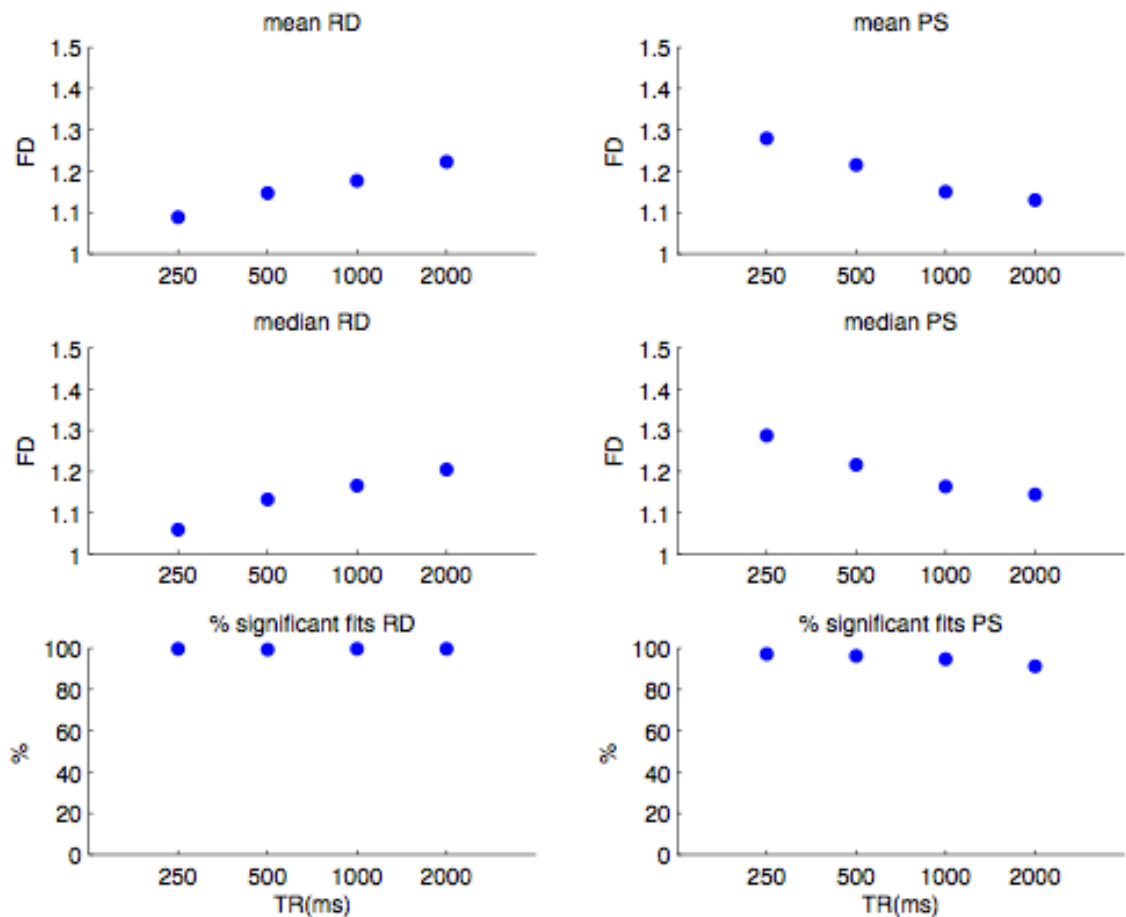 mean RD
1.5
1.4
1.3
1.2
1.1
1
FD
250 500 1000 2000
mean PS
1.5
1.4
1.3
1.2
1.1
1
FD
250 500 1000 2000
median RD
1.5
1.4
1.3
1.2
1.1
1
FD
250 500 1000 2000
median PS
1.5
1.4
1.3
1.2
1.1
1
FD
250 500 1000 2000
% significant fits RD
100
80
60
40
20
0
%
250 500 1000 2000
TR(ms)
% significant fits PS
100
80
60
40
20
0
%
250 500 1000 2000
TR(ms)